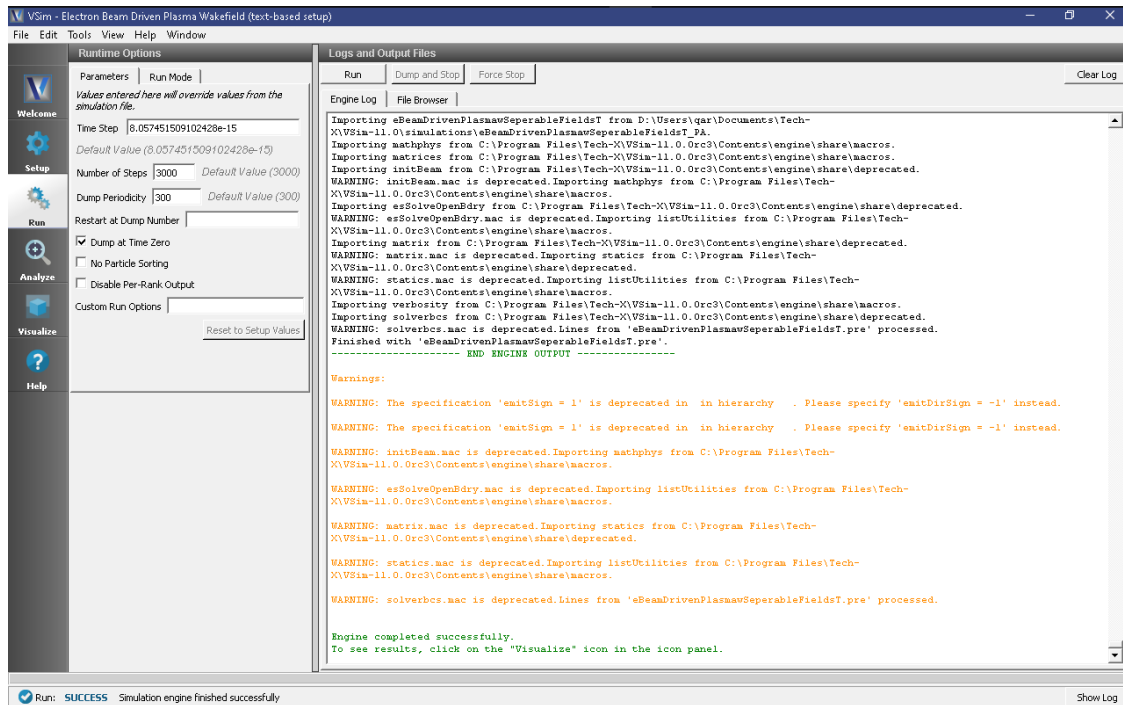 VSim - Electron Beam Driven Plasma Wakefield (text-based setup)
File Edit Tools View Help Window
Runtime Options
Logs and Output Files
Welcome
Setup
Run
Analyze
Visualize
Help
Parameters
Run Mode
Values entered here will override values from the
simulation file.
Time Step 8.057451509102428e-15
Default Value (8.057451509102428e-15)
Number of Steps 3000 Default Value (3000)
Dump Periodicity 300 Default Value (300)
Restart at Dump Number
Dump at Time Zero
No Particle Sorting
Disable Per-Rank Output
Custom Run Options
Reset to Setup Values
Run Dump and Stop Force Stop Clear Log
Engine Log File Browser
Importing eBeamDrivenPlasmawSeperableFieldsT from D:\Users\qar\Documents\Tech-
X\VSim-11.0\simulations\eBeamDrivenPlasmawSeperableFieldsT_PA.
Importing mathphys from C:\Program Files\Tech-X\VSim-11.0.0rc3\Contents\engine\share\macros.
Importing matrices from C:\Program Files\Tech-X\VSim-11.0.0rc3\Contents\engine\share\macros.
Importing initBeam from C:\Program Files\Tech-X\VSim-11.0.0rc3\Contents\engine\share\deprecated.
WARNING: initBeam.mac is deprecated.Importing mathphys from C:\Program Files\Tech-
X\VSim-11.0.0rc3\Contents\engine\share\macros.
Importing esSolveOpenBdry from C:\Program Files\Tech-X\VSim-11.0.0rc3\Contents\engine\share\deprecated.
WARNING: esSolveOpenBdry.mac is deprecated.Importing listUtilities from C:\Program Files\Tech-
X\VSim-11.0.0rc3\Contents\engine\share\macros.
Importing matrix from C:\Program Files\Tech-X\VSim-11.0.0rc3\Contents\engine\share\deprecated.
WARNING: matrix.mac is deprecated.Importing statics from C:\Program Files\Tech-
X\VSim-11.0.0rc3\Contents\engine\share\deprecated.
WARNING: statics.mac is deprecated.Importing listUtilities from C:\Program Files\Tech-
X\VSim-11.0.0rc3\Contents\engine\share\macros.
Importing verbosity from C:\Program Files\Tech-X\VSim-11.0.0rc3\Contents\engine\share\macros.
Importing solverbcs from C:\Program Files\Tech-X\VSim-11.0.0rc3\Contents\engine\share\deprecated.
WARNING: solverbcs.mac is deprecated.Lines from 'eBeamDrivenPlasmawSeperableFieldsT.pre' processed.
Finished with 'eBeamDrivenPlasmawSeperableFieldsT.pre'.
--------------------- END ENGINE OUTPUT ----------------
Warnings:
WARNING: The specification 'emitSign = 1' is deprecated in in hierarchy . Please specify 'emitDirSign = -1' instead.
WARNING: The specification 'emitSign = 1' is deprecated in in hierarchy . Please specify 'emitDirSign = -1' instead.
WARNING: initBeam.mac is deprecated.Importing mathphys from C:\Program Files\Tech-
X\VSim-11.0.0rc3\Contents\engine\share\macros.
WARNING: esSolveOpenBdry.mac is deprecated.Importing listUtilities from C:\Program Files\Tech-
X\VSim-11.0.0rc3\Contents\engine\share\macros.
WARNING: matrix.mac is deprecated.Importing statics from C:\Program Files\Tech-
X\VSim-11.0.0rc3\Contents\engine\share\deprecated.
WARNING: statics.mac is deprecated.Importing listUtilities from C:\Program Files\Tech-
X\VSim-11.0.0rc3\Contents\engine\share\macros.
WARNING: solverbcs.mac is deprecated.Lines from 'eBeamDrivenPlasmawSeperableFieldsT.pre' processed.
Engine completed successfully.
To see results, click on the "Visualize" icon in the icon panel.
Run: SUCCESS Simulation engine finished successfully
Show Log